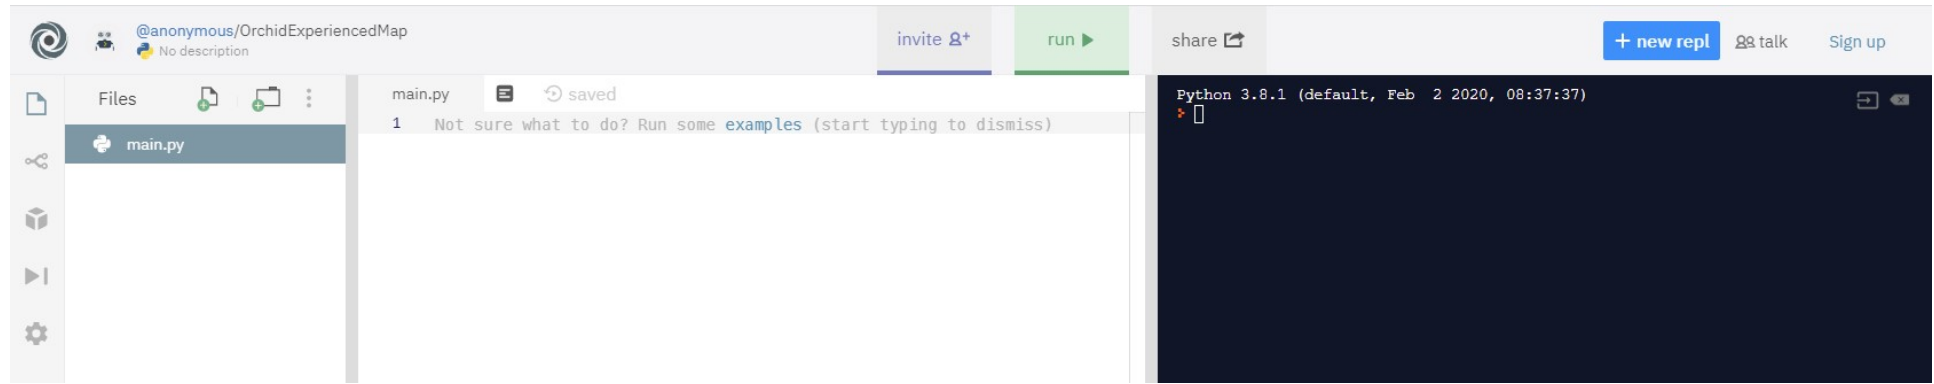 @anonymous/OrchidExperiencedMap
No description
invite
run
share
+ new repl
talk
Sign up
Files
main.py
main.py
saved
1 Not sure what to do? Run some examples (start typing to dismiss)
Python 3.8.1 (default, Feb  2 2020, 08:37:37)